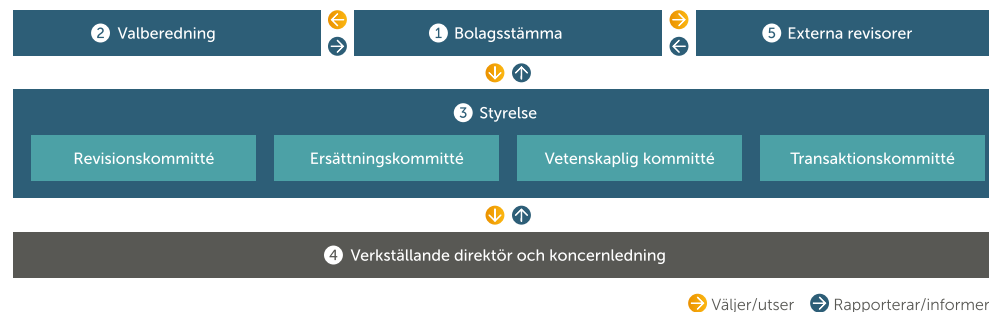 2 Valberedning
1 Bolagsstämma
5 Externa revisorer
3 Styrelse
Revisionskommitté
Ersättningskommitté
Vetenskaplig kommitté
Transaktionskommitté
4 Verkställande direktör och koncernledning
Väljer/utser
Rapporterar/informer